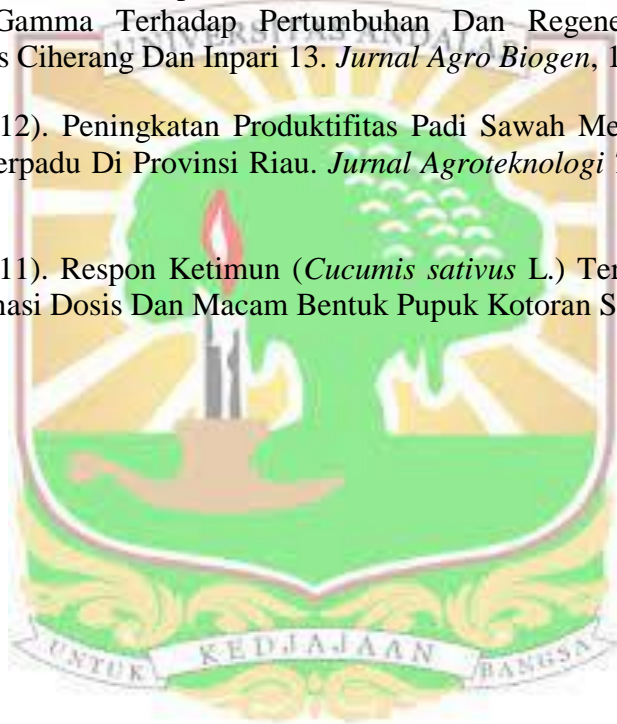 Gamma Terhadap Pertumbuhan Dan Regene
UNIVERSITAS ANDALAS
s Ciherang Dan Inpari 13. Jurnal Agro Biogen, 1
12). Peningkatan Produktifitas Padi Sawah Me
erpadu Di Provinsi Riau. Jurnal Agroteknologi
11). Respon Ketimun (Cucumis sativus L.) Ter
nasi Dosis Dan Macam Bentuk Pupuk Kotoran S
UNTUK KEDJAJAAN BANGSA